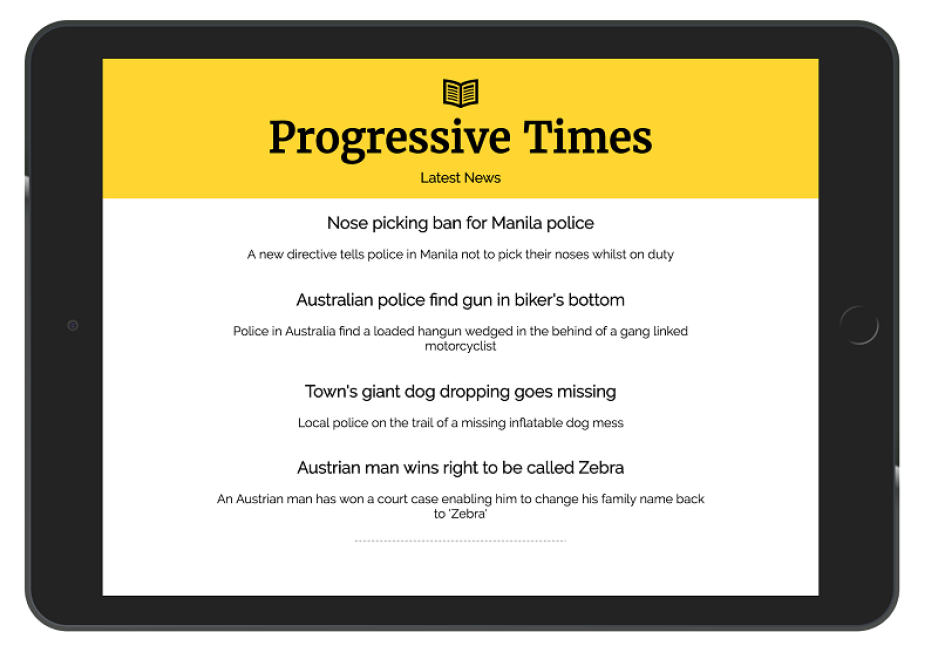 Progressive Times
Latest News
Nose picking ban for Manila police
A new directive tells police in Manila not to pick their noses whilst on duty
Australian police find gun in biker's bottom
Police in Australia find a loaded hangun wedged in the behind of a gang linked
motorcyclist
Town's giant dog dropping goes missing
Local police on the trail of a missing inflatable dog mess
Austrian man wins right to be called Zebra
An Austrian man has won a court case enabling him to change his family name back
to 'Zebra'